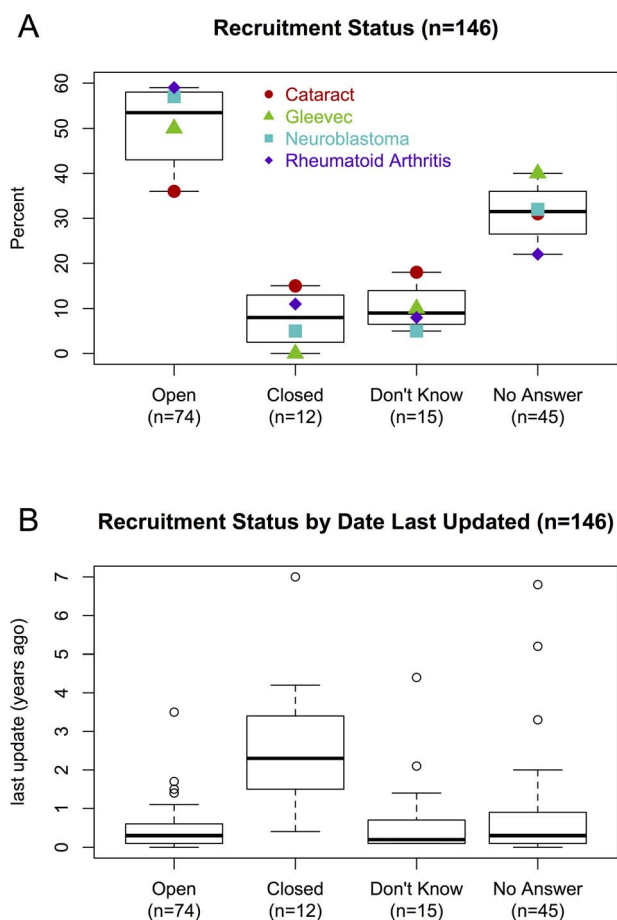 A
Recruitment Status (n=146)
Percent
60
50
40
30
20
10
0
Cataract
Gleevec
Neuroblastoma
Rheumatoid Arthritis
Open Closed Don't Know No Answer
(n=74) (n=12) (n=15) (n=45)
B
Recruitment Status by Date Last Updated (n=146)
last update (years ago)
7
6
5
4
3
2
1
0
Open Closed Don't Know No Answer
(n=74) (n=12) (n=15) (n=45)